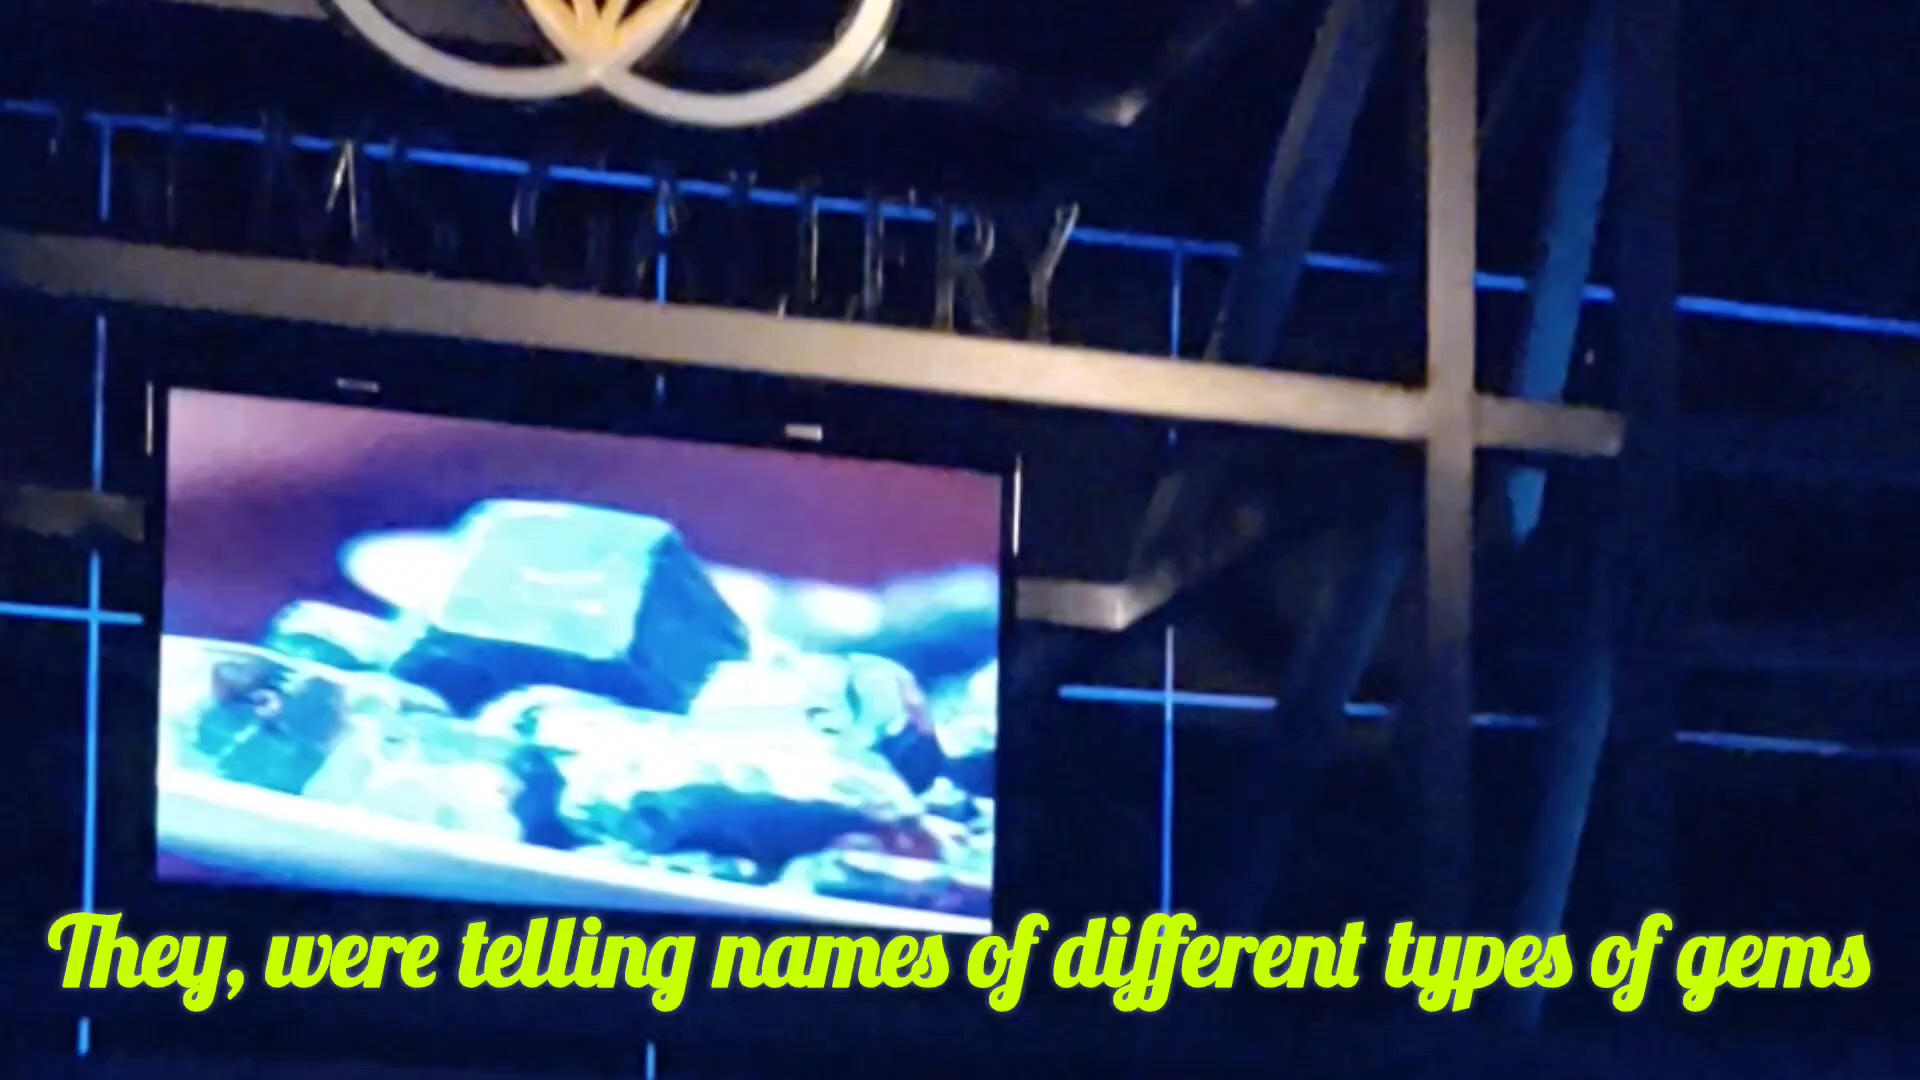 They, were telling names of different types of gems